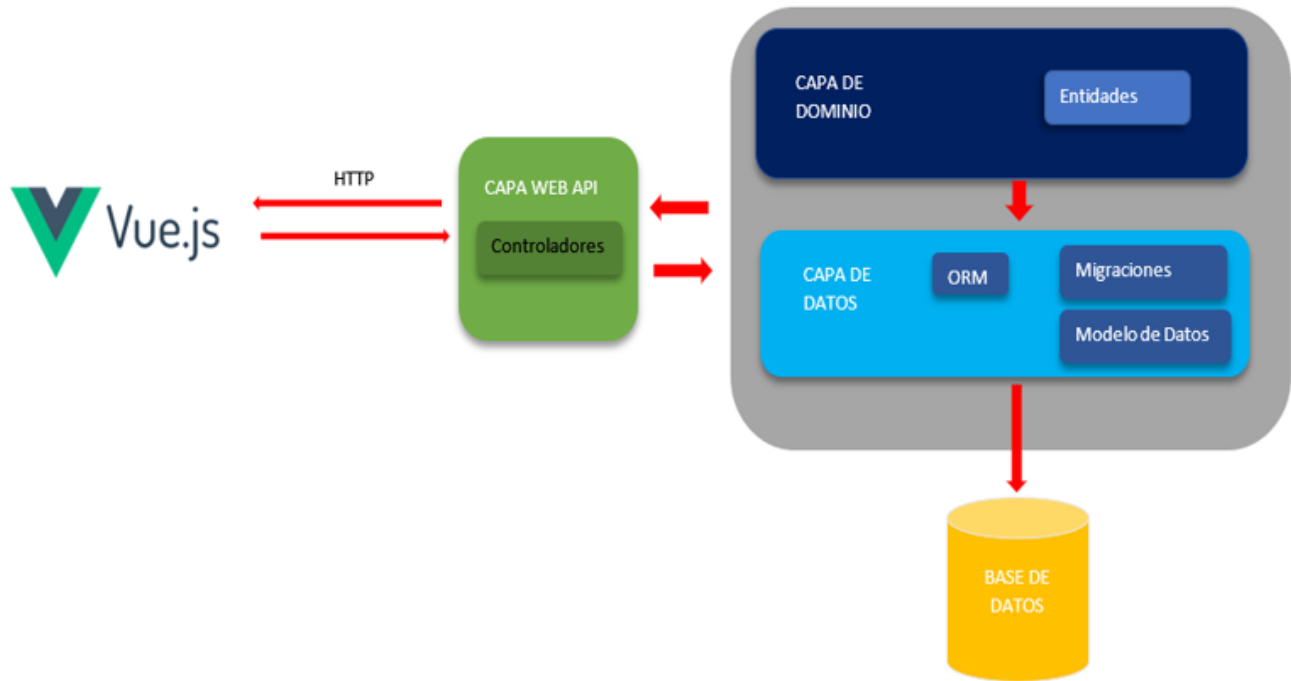 Vue.js
HTTP
CAPA WEB API
Controladores
CAPA DE
DOMINIO
Entidades
CAPA DE
DATOS
ORM
Migraciones
Modelo de Datos
BASE DE
DATOS